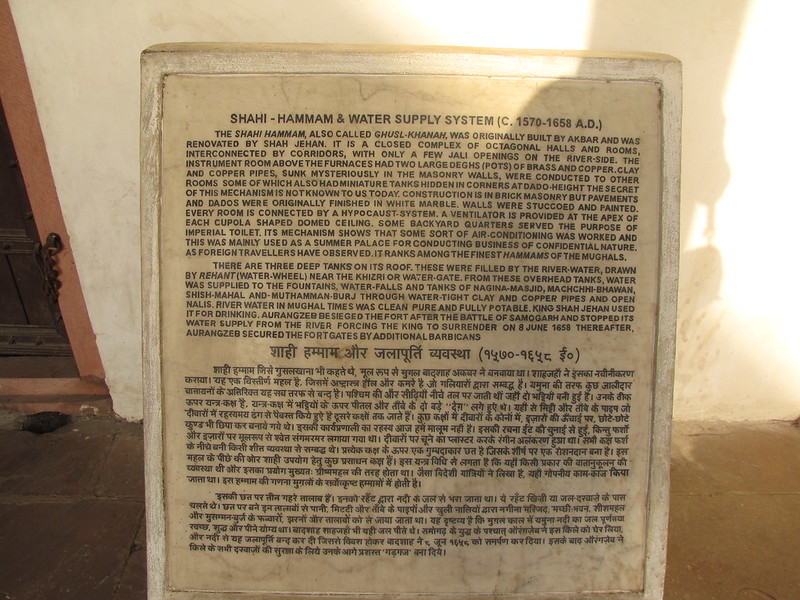 SHAHI - HAMMAM & WATER SUPPLY SYSTEM (C. 1570-1658 A.D.)
THE SHAHI HAMMAM, ALSO CALLED GHUSL-KHANAH, WAS ORIGINALLY BUILT BY AKBAR AND WAS
RENOVATED BY SHAH JEHAN. IT IS A CLOSED COMPLEX OF OCTAGONAL HALLS AND ROOMS,
INTERCONNECTED BY CORRIDORS, WITH ONLY A FEW JALI OPENINGS ON THE RIVER-SIDE. THE
INSTRUMENT ROOM ABOVE THE FURNACES HAD TWO LARGE DEGHS (POTS) OF BRASS AND COPPER. CLAY
AND COPPER PIPES, SUNK MYSTERIOUSLY IN THE MASONRY WALLS, WERE CONDUCTED TO OTHER
ROOMS SOME OF WHICH ALSO HAD MINIATURE TANKS HIDDEN IN CORNERS AT DADO-HEIGHT THE SECRET
OF THIS MECHANISM IS NOT KNOWN TO US TODAY. CONSTRUCTION IS IN BRICK MASONRY BUT PAVEMENTS
AND DADOS WERE ORIGINALLY FINISHED IN WHITE MARBLE. WALLS WERE STUCCOED AND PAINTED.
EVERY ROOM IS CONNECTED BY A HYPOCAUST-SYSTEM. A VENTILATOR IS PROVIDED AT THE APEX OF
EACH CUPOLA SHAPED DOMED CEILING. SOME BACKYARD QUARTERS SERVED THE PURPOSE OF
IMPERIAL TOILET. ITS MECHANISM SHOWS THAT SOME SORT OF AIR-CONDITIONING WAS WORKED AND
THIS WAS MAINLY USED AS A SUMMER PALACE FOR CONDUCTING BUSINESS OF CONFIDENTIAL NATURE.
AS FOREIGN TRAVELLERS HAVE OBSERVED. IT RANKS AMONG THE FINEST HAMMAMS OF THE MUGHALS.
THERE ARE THREE DEEP TANKS ON ITS ROOF. THESE WERE FILLED BY THE RIVER-WATER, DRAWN
BY REHANT (WATER-WHEEL) NEAR THE KHIZRI OR WATER-GATE. FROM THESE OVERHEAD TANKS, WATER
WAS SUPPLIED TO THE FOUNTAINS, WATER-FALLS AND TANKS OF NAGINA-MASJID, MACHCHHI-BHAWAN,
SHISH-MAHAL AND MUTHAMMAN-BURJ THROUGH WATER-TIGHT CLAY AND COPPER PIPES AND OPEN
NALIS. RIVER WATER IN MUGHAL TIMES WAS CLEAN PURE AND FULLY POTABLE. KING SHAH JEHAN USED
IT FOR DRINKING. AURANGZEB BESIEGED THE FORT AFTER THE BATTLE OF SAMOGARH AND STOPPED ITS
WATER SUPPLY FROM THE RIVER FORCING THE KING TO SURRENDER ON 8 JUNE 1658 THEREAFTER,
AURANGZEB SECURED THE FORT GATES BY ADDITIONAL BARBICANS
शाही हम्माम और जलापूर्ति व्यवस्था (१५७०-१६५८ ई०)
शाही हम्माम जिसे गुसलखाना भी कहते थे, मूल रूप से मुगल बादशाह अकबर ने बनवाया था। शाहजहाँ ने इसका नवीनीकरण
कराया। यह एक विस्तीर्ण महल है, जिसमें अष्टास्त्र हॉल और कमरे है जो गलियारों द्वारा सम्बद्ध हैं। यमुना की तरफ कुछ जालीदार
वातायनों के अतिरिक्त यह सब तरफ से बन्द है। पश्चिम की और सीढ़ियाँ नीचे तल पर जाती थीं जहाँ दो भट्टियाँ बनी हुई हैं। उनके ठीक
ऊपर यन्त्र-कक्ष हैं, यन्त्र-कक्ष में भट्टियों के ऊपर पीतल और ताँबे के दो बड़े "देग" लगे हुए थे। यहीं से मिट्टी और ताँबे के पाइप जो
दीवारों में रहस्यमय ढंग से पेवस्त किये हुए हैं दूसरे कक्षों तक जाते हैं। कुछ कक्षों में दीवारों के कोनों में, इज़ारों की ऊँचाई पर, छोटे-छोटे
कुण्ड भी छिपा कर बनाये गये थे। इसकी कार्यप्रणाली का रहस्य आज हमें मालूम नहीं है। इसकी रचना ईंट की चुनाई से हुई, किन्तु फर्शों
और इज़ारों पर मूलरूप से श्वेत संगमरमर लगाया गया था। दीवारों पर चूने का प्लास्टर करके रंगीन अलंकरण हुआ था। सभी कक्ष फर्श
के नीचे बनी किसी शीत व्यवस्था से सम्बद्ध थे। प्रत्येक कक्ष के ऊपर एक गुम्बदाकार छत है जिसके शीर्ष पर एक रोशनदान बना है। इस
महल के पीछे की ओर शाही उपयोग हेतु कुछ प्रसाधन कक्ष हैं। इस यन्त्र विधि से लगता है कि यहाँ किसी प्रकार की वातानुकूलन की
व्यवस्था थी और इसका प्रयोग मुख्यतः ग्रीष्ममहल की तरह होता था। जैसा विदेशी यात्रियों ने लिखा है, यहाँ गोपनीय काम-काज किया
जाता था। इस हम्माम की गणना मुगलों के सर्वोत्कृष्ट हम्मामों में होती है।
इसकी छत पर तीन गहरे तालाब हैं। इनको रहँट द्वारा नदी के जल से भरा जाता था। ये रहँट खिज्री या जल-दरवाजे के पास
चलते थे। छत पर बने इन तालाबों से पानी, मिटटी और ताँबे के पाइपों और खुली नालियों द्वारा नगीना मस्जिद, मच्छी-भवन, शीशमहल
और मुसम्मन-बुर्ज के फव्वारों, झरनों और तालाबों को ले जाया जाता था। यह दृष्टव्य है कि मुगल काल में यमुना नदी का जल पूर्णतया
स्वच्छ, शुद्ध और पीने योग्य था। बादशाह शाहजहाँ भी यही जल पीते थे। समोगढ़ के युद्ध के पश्चात् औरंगजेब ने इस किले को घेर लिया,
और नदी से यह जलापूर्ति बन्द कर दी जिससे विवश होकर बादशाह ने ८ जून १६५८ को समर्पण कर दिया। इसके बाद औरंगजेब ने
किले के सभी दरवाज़ों की सुरक्षा के लिये उनके आगे प्रशस्त 'गड़गज' बना दिये।